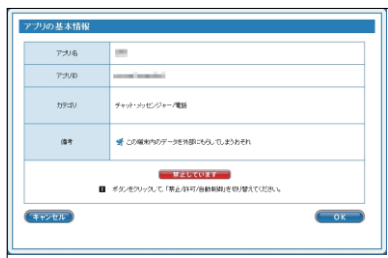 アプリの基本情報
アプリ名
アプリID
カテゴリ チャット・メッセンジャー/電話
備考 この端末内のデータを外部にもらしてしまうおそれ
禁止しています
ボタンをクリックして、「禁止/許可/自動制御」を切り替えてください。
キャンセル OK